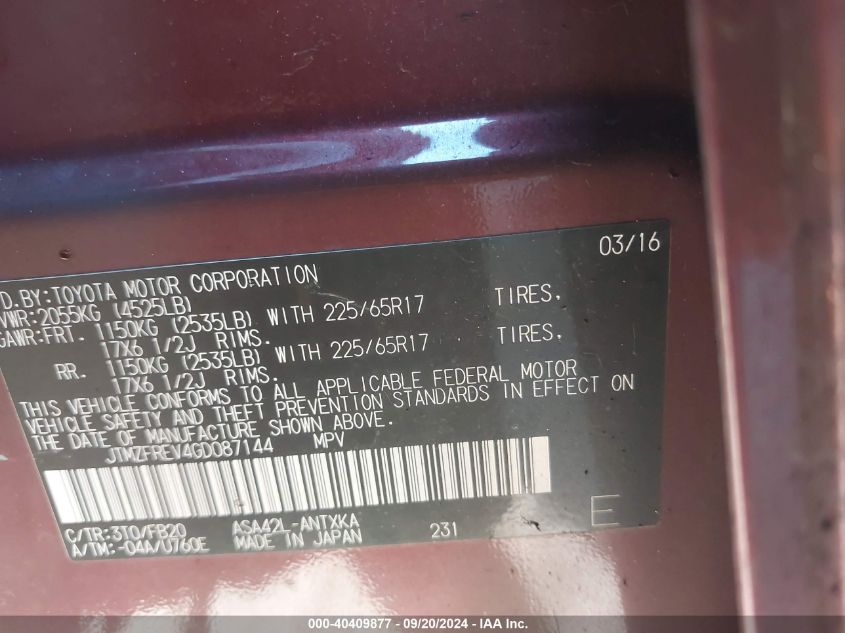 03/16
D.BY:TOYOTA MOTOR CORPORATION
VWR:2055KG (4525LB)
GAWR:FRT. 1150KG (2535LB) WITH 225/65R17 TIRES,
17X6 1/2J RIMS.
RR. 1150KG (2535LB) WITH 225/65R17 TIRES,
17X6 1/2J RIMS.
THIS VEHICLE CONFORMS TO ALL APPLICABLE FEDERAL MOTOR
VEHICLE SAFETY AND THEFT PREVENTION STANDARDS IN EFFECT ON
THE DATE OF MANUFACTURE SHOWN ABOVE.
JTMZFREV4GD087144 MPV
C/TR:3T0/FB20 ASA42L-ANTXKA 231 E
A/TM:-04A/U760E MADE IN JAPAN
000-40409877 - 09/20/2024 - IAA Inc.